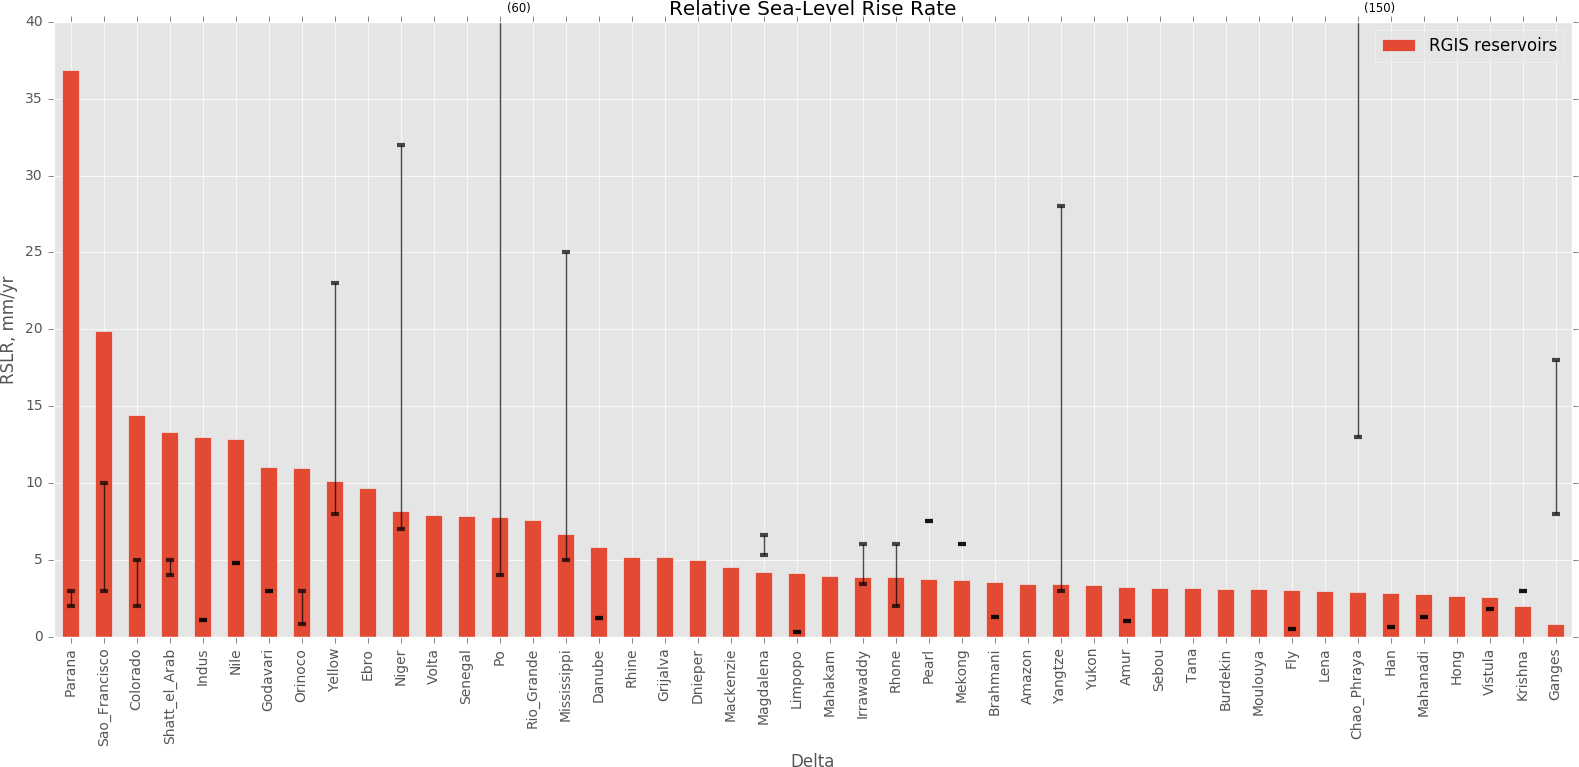 Relative Sea-Level Rise Rate
(60)
(150)
RGIS reservoirs
RSLR, mm/yr
40
35
30
25
20
15
10
5
0
Parana
Sao_Francisco
Colorado
Shatt_el_Arab
Indus
Nile
Godavari
Orinoco
Yellow
Ebro
Niger
Volta
Senegal
Po
Rio_Grande
Mississippi
Danube
Rhine
Grijalva
Dnieper
Mackenzie
Magdalena
Limpopo
Mahakam
Irrawaddy
Rhone
Pearl
Mekong
Brahmani
Amazon
Yangtze
Yukon
Amur
Sebou
Tana
Burdekin
Moulouya
Fly
Lena
Chao_Phraya
Han
Mahanadi
Hong
Vistula
Krishna
Ganges
Delta